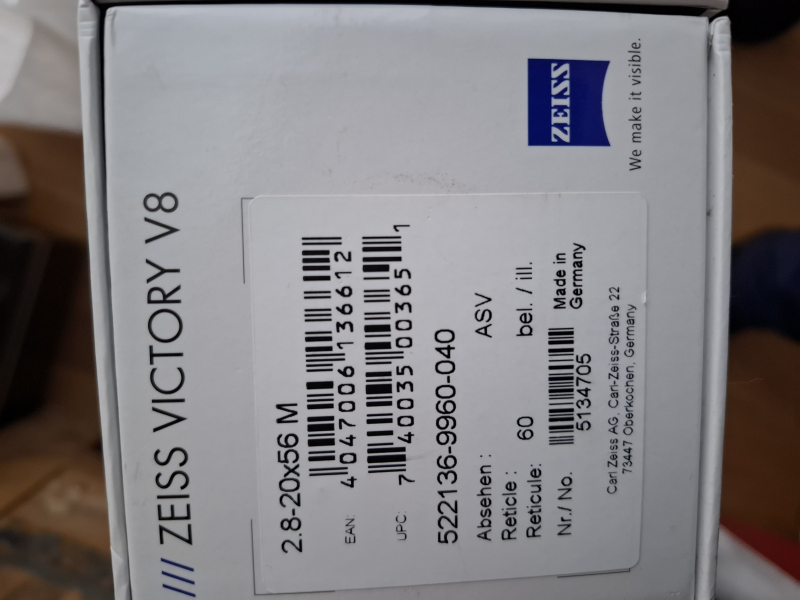 /// ZEISS VICTORY V8
ZEISS
We make it visible.
2.8-20x56 M
EAN: 4 047006 136612
UPC: 7 40035 00365 1
522136-9960-040
Absehen : ASV
Reticle : 60 bel. / ill.
Reticule:
Nr./ No. 5134705 Made in
Germany
Carl Zeiss AG, Carl-Zeiss-Straße 22
73447 Oberkochen, Germany